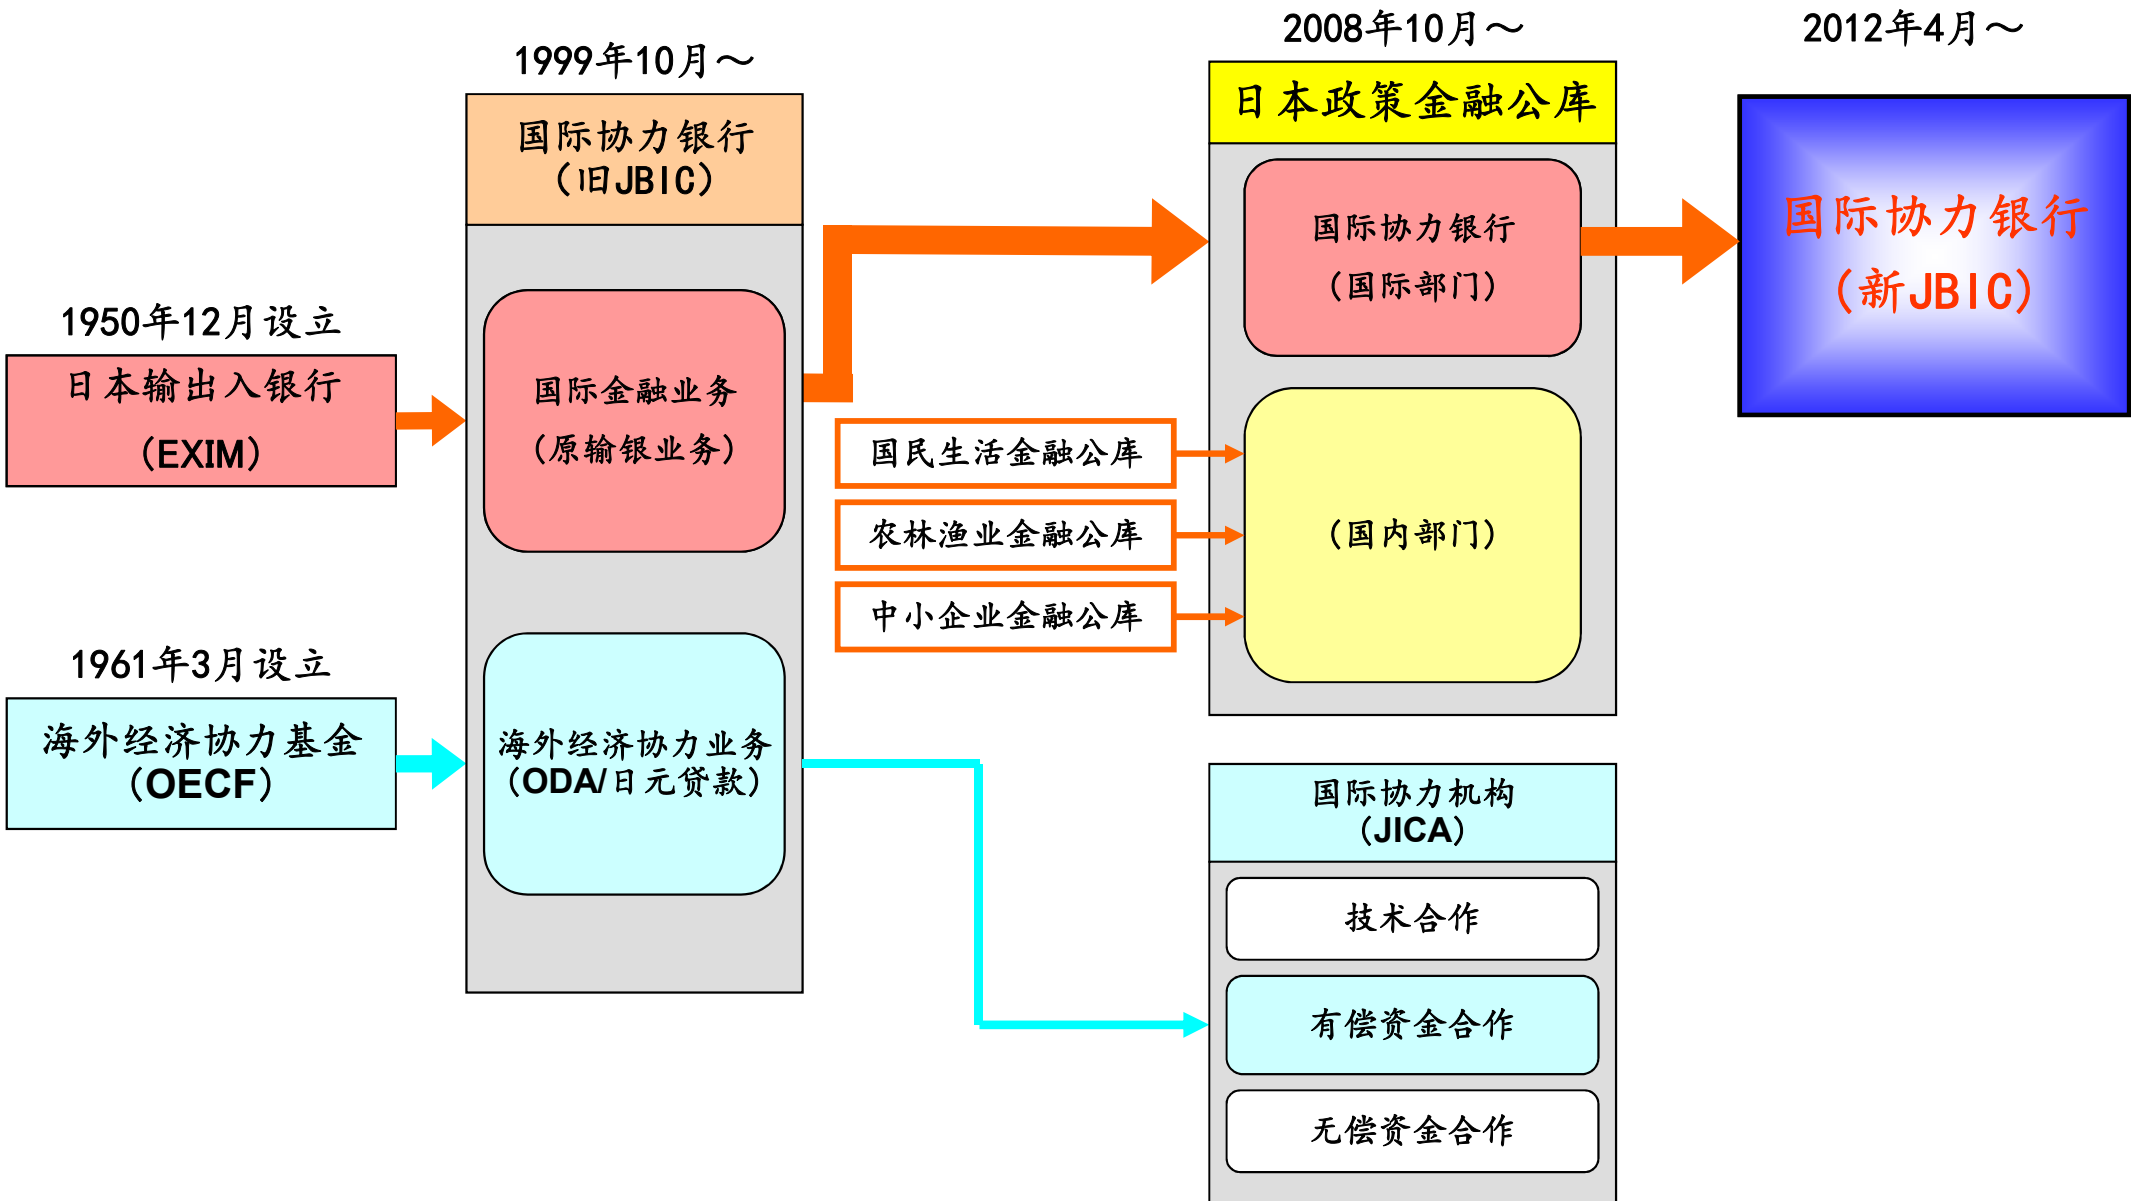 1950年12月设立
日本输出入银行
（EXIM）
1961年3月设立
海外经济协力基金
（OECF）
1999年10月～
国际协力银行
（旧JBIC）
国际金融业务
（原输银业务）
海外经济协力业务
（ODA/日元贷款）
国民生活金融公库
农林渔业金融公库
中小企业金融公库
2008年10月～
日本政策金融公库
国际协力银行
（国际部门）
（国内部门）
国际协力机构
（JICA）
技术合作
有偿资金合作
无偿资金合作
2012年4月～
国际协力银行
（新JBIC）